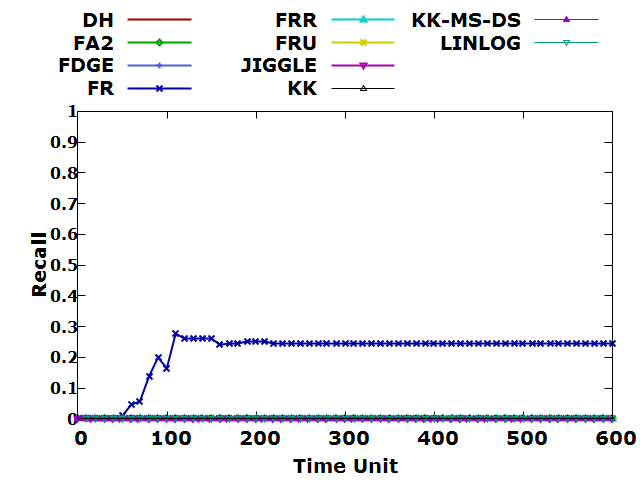 DH FRR KK-MS-DS
FA2 FRU LINLOG
FDGE JIGGLE
FR KK
1
0.9
0.8
0.7
0.6
0.5
0.4
0.3
0.2
0.1
0
Recall
0 100 200 300 400 500 600
Time Unit